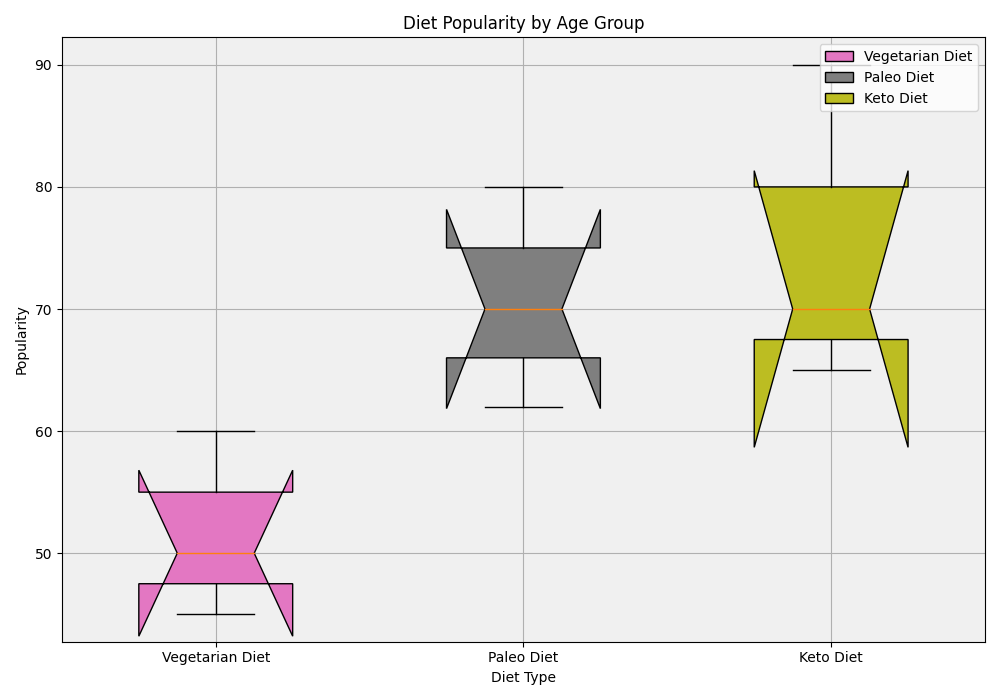 Diet Popularity by Age Group
Vegetarian Diet
Paleo Diet
Keto Diet
90
80
70
60
50
Popularity
Vegetarian Diet
Paleo Diet
Keto Diet
Diet Type